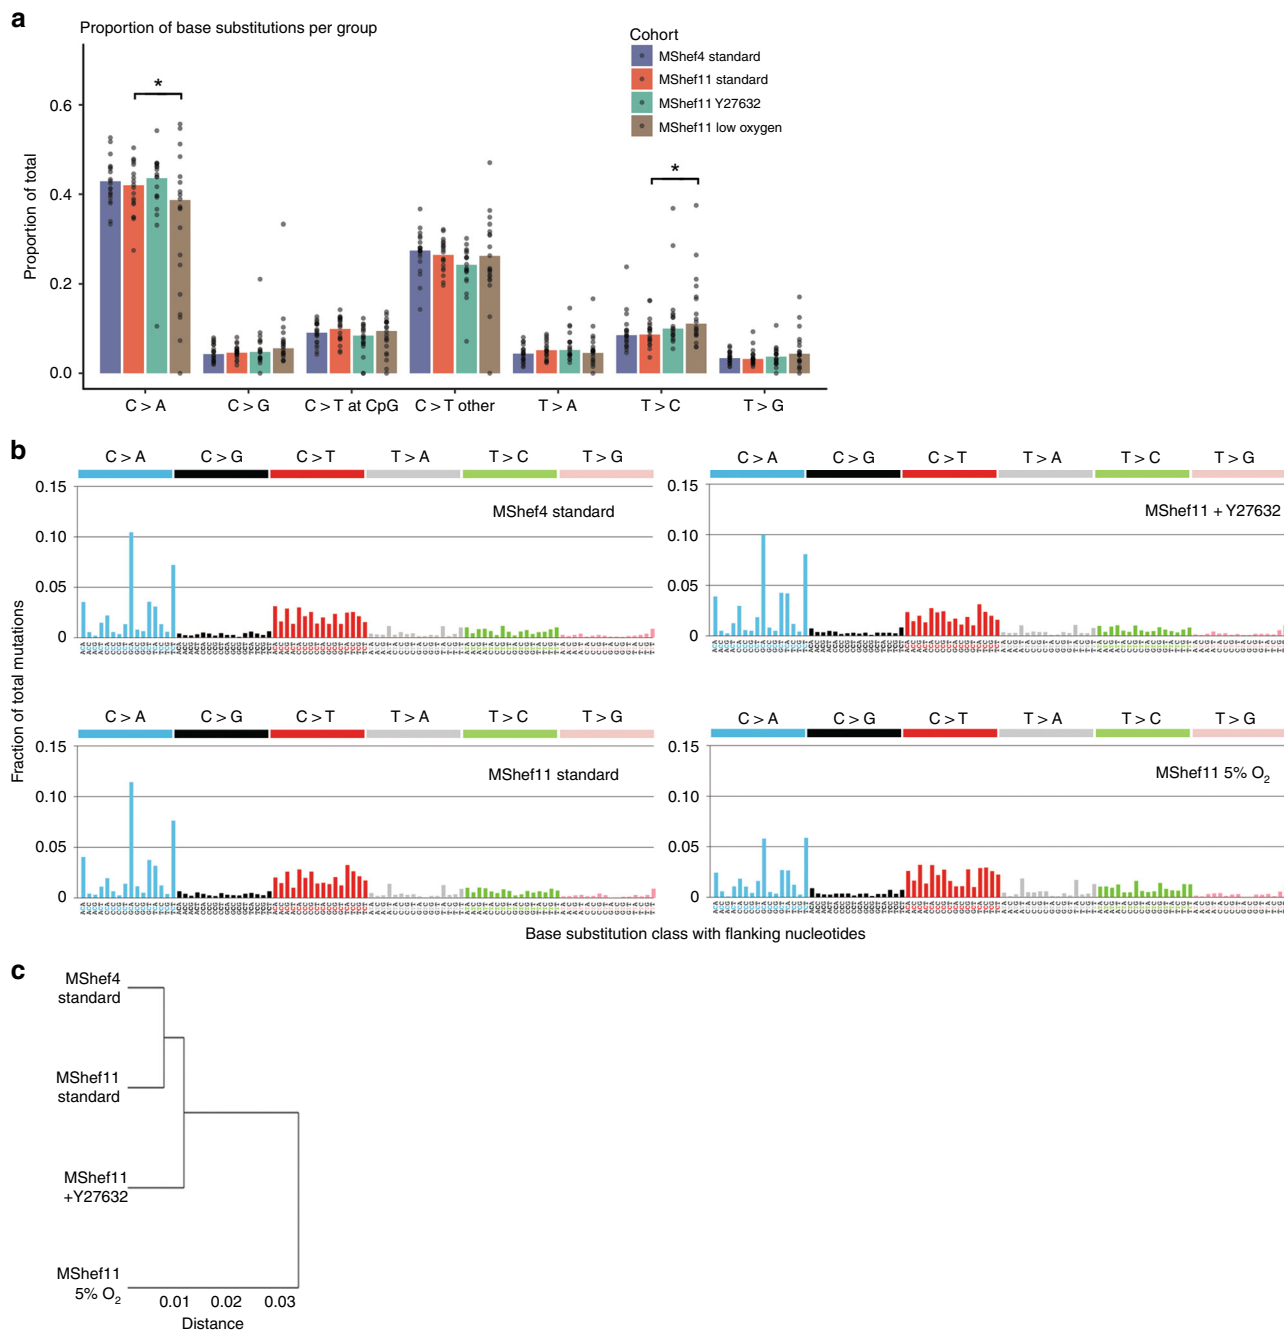 a
Proportion of base substitutions per group
Cohort
MShef4 standard
MShef11 standard
MShef11 Y27632
MShef11 low oxygen
*
*
Proportion of total
0.6
0.4
0.2
0.0
C > A
C > G
C > T at CpG
C > T other
T > A
T > C
T > G
b
Fraction of total mutations
C > A C > G C > T T > A T > C T > G
0.15
MShef4 standard
0.10
0.05
0
C > A C > G C > T T > A T > C T > G
0.15
MShef11 + Y27632
0.10
0.05
0
C > A C > G C > T T > A T > C T > G
0.15
MShef11 standard
0.10
0.05
0
C > A C > G C > T T > A T > C T > G
0.15
MShef11 5% O2
0.10
0.05
0
Base substitution class with flanking nucleotides
c
MShef4
standard
MShef11
standard
MShef11
+Y27632
MShef11
5% O2
0.01 0.02 0.03
Distance